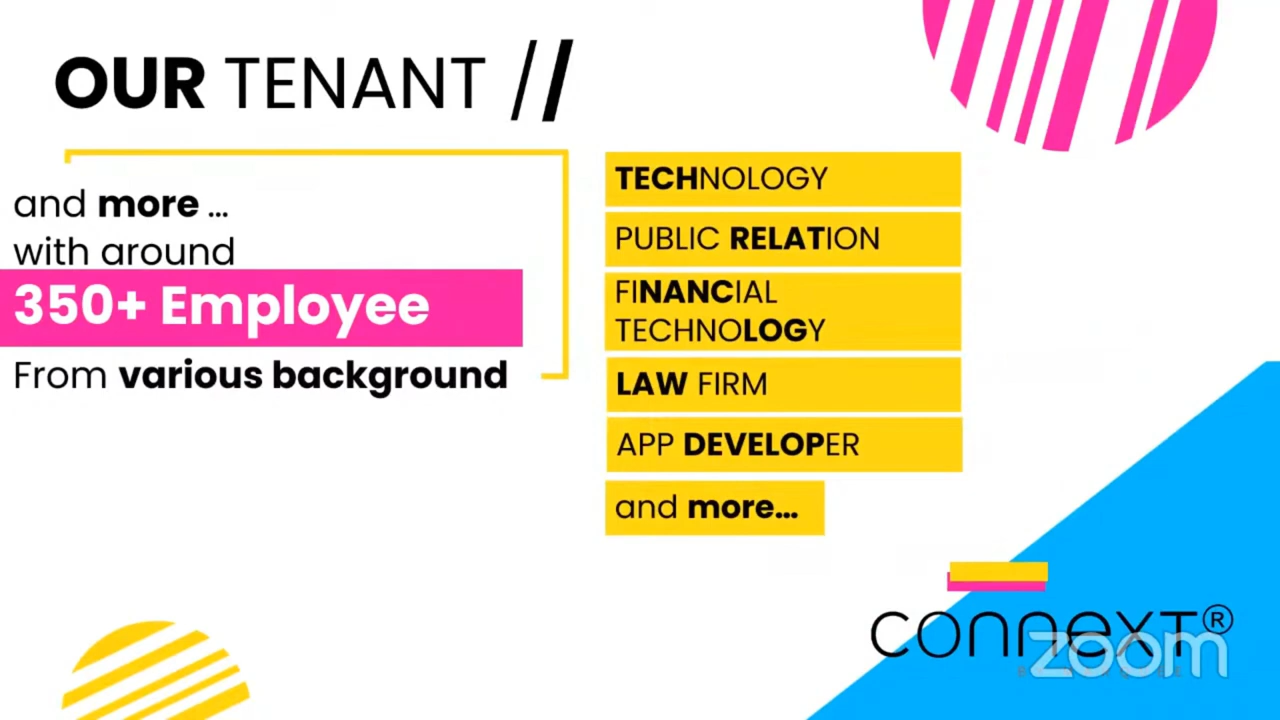 OUR TENANT //
and more ...
with around
350+ Employee
From various background
TECHNOLOGY
PUBLIC RELATION
FINANCIAL
TECHNOLOGY
LAW FIRM
APP DEVELOPER
and more...
connexT®
zoom